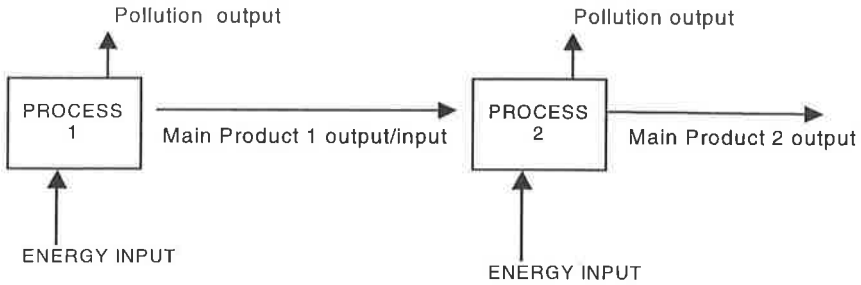 Pollution output
Pollution output
PROCESS
1
PROCESS
2
Main Product 1 output/input
Main Product 2 output
ENERGY INPUT
ENERGY INPUT